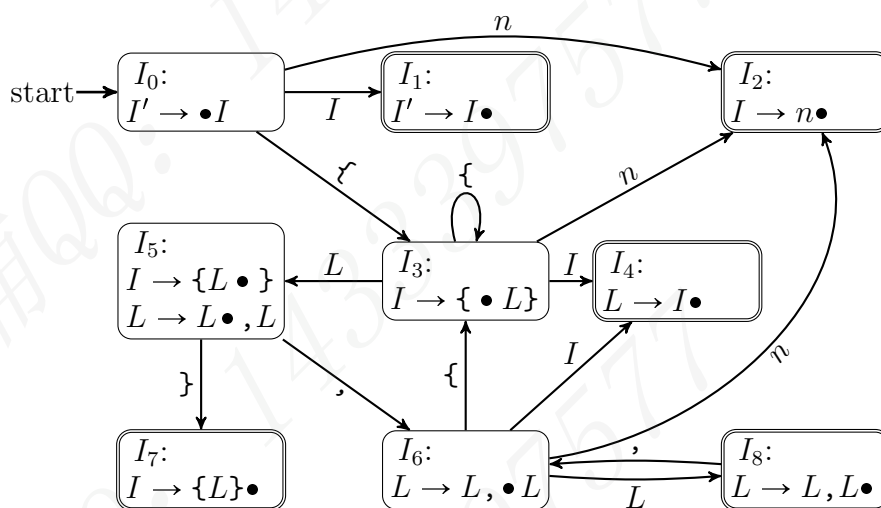 n
start
I₀:
I′ → •I
I
I₁:
I′ → I•
I₂:
I → n•
{
{
n
I₅:
I → {L • }
L → L•,L
L
I₃:
I → { • L}
I
I₄:
L → I•
}
,
{
I
n
I₇:
I → {L}•
I₆:
L → L,•L
,
L
I₈:
L → L,L•